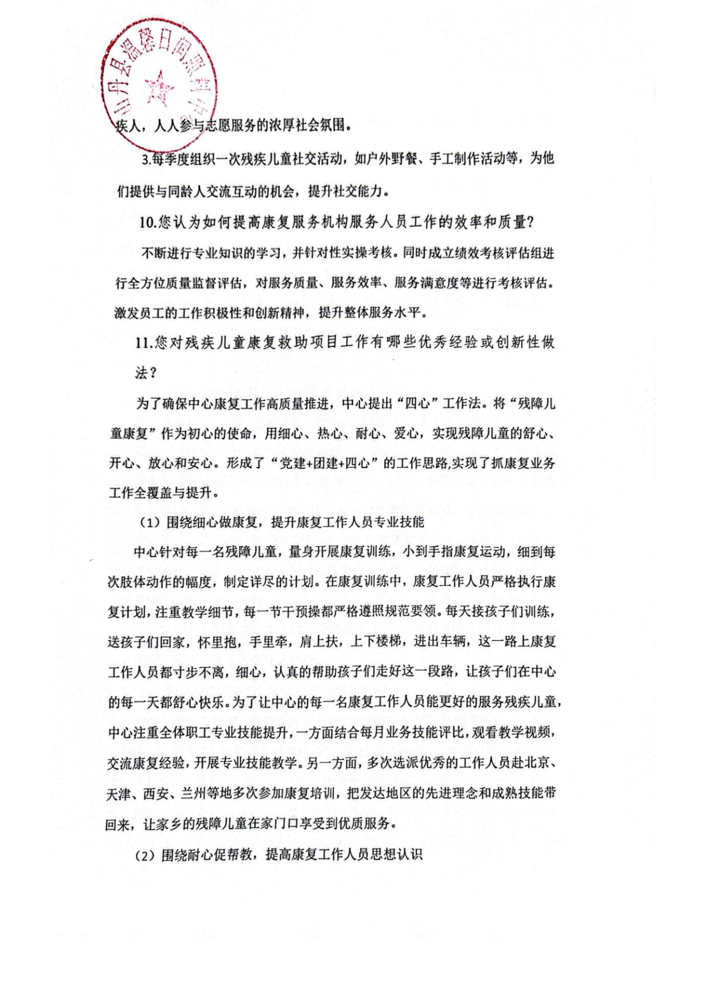 山丹县温馨日间照料中心
疾人，人人参与志愿服务的浓厚社会氛围。
3.每季度组织一次残疾儿童社交活动，如户外野餐、手工制作活动等，为他
们提供与同龄人交流互动的机会，提升社交能力。
10.您认为如何提高康复服务机构服务人员工作的效率和质量？
不断进行专业知识的学习，并针对性实操考核。同时成立绩效考核评估组进
行全方位质量监督评估，对服务质量、服务效率、服务满意度等进行考核评估。
激发员工的工作积极性和创新精神，提升整体服务水平。
11.您对残疾儿童康复救助项目工作有哪些优秀经验或创新性做
法？
为了确保中心康复工作高质量推进，中心提出“四心”工作法。将“残障儿
童康复”作为初心的使命，用细心、热心、耐心、爱心，实现残障儿童的舒心、
开心、放心和安心。形成了“党建+团建+四心”的工作思路,实现了抓康复业务
工作全覆盖与提升。
（1）围绕细心做康复，提升康复工作人员专业技能
中心针对每一名残障儿童，量身开展康复训练，小到手指康复运动，细到每
次肢体动作的幅度，制定详尽的计划。在康复训练中，康复工作人员严格执行康
复计划，注重教学细节，每一节干预操都严格遵照规范要领。每天接孩子们训练，
送孩子们回家，怀里抱，手里牵，肩上扶，上下楼梯，进出车辆，这一路上康复
工作人员都寸步不离，细心，认真的帮助孩子们走好这一段路，让孩子们在中心
的每一天都舒心快乐。为了让中心的每一名康复工作人员能更好的服务残疾儿童，
中心注重全体职工专业技能提升，一方面结合每月业务技能评比，观看教学视频，
交流康复经验，开展专业技能教学。另一方面，多次选派优秀的工作人员赴北京、
天津、西安、兰州等地多次参加康复培训，把发达地区的先进理念和成熟技能带
回来，让家乡的残障儿童在家门口享受到优质服务。
（2）围绕耐心促帮教，提高康复工作人员思想认识